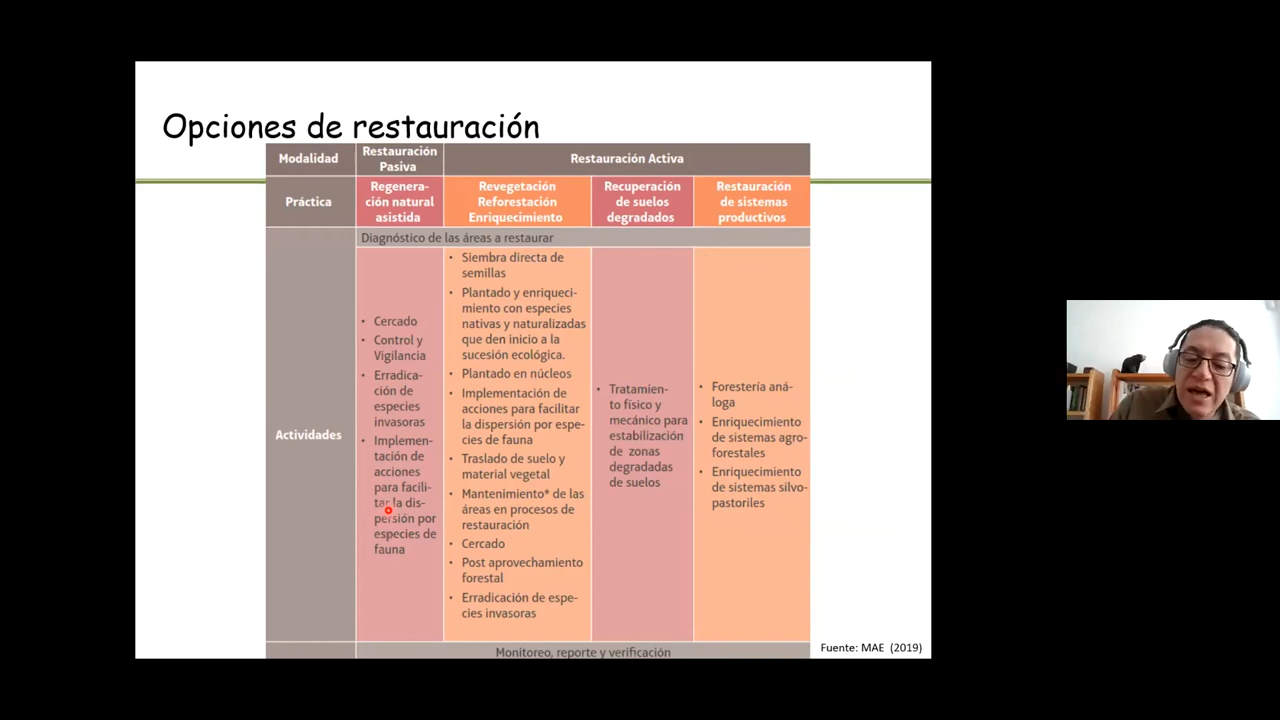 Opciones de restauración
Modalidad
Restauración
Pasiva
Restauración Activa
Práctica
Regenera-
ción natural
asistida
Revegetación
Reforestación
Enriquecimiento
Recuperación
de suelos
degradados
Restauración
de sistemas
productivos
Actividades
Diagnóstico de las áreas a restaurar
• Cercado
• Control y
Vigilancia
• Erradica-
ción de
especies
invasoras
• Implemen-
tación de
acciones
para facili-
tar la dis-
persión por
especies de
fauna
• Siembra directa de
semillas
• Plantado y enriqueci-
miento con especies
nativas y naturalizadas
que den inicio a la
sucesión ecológica.
• Plantado en núcleos
• Implementación de
acciones para facilitar
la dispersión por espe-
cies de fauna
• Traslado de suelo y
material vegetal
• Mantenimiento* de las
áreas en procesos de
restauración
• Cercado
• Post aprovechamiento
forestal
• Erradicación de espe-
cies invasoras
• Tratamien-
to físico y
mecánico para
estabilización
de zonas
degradadas
de suelos
• Forestería aná-
loga
• Enriquecimiento
de sistemas agro-
forestales
• Enriquecimiento
de sistemas silvo-
pastoriles
Monitoreo, reporte y verificación
Fuente: MAE (2019)